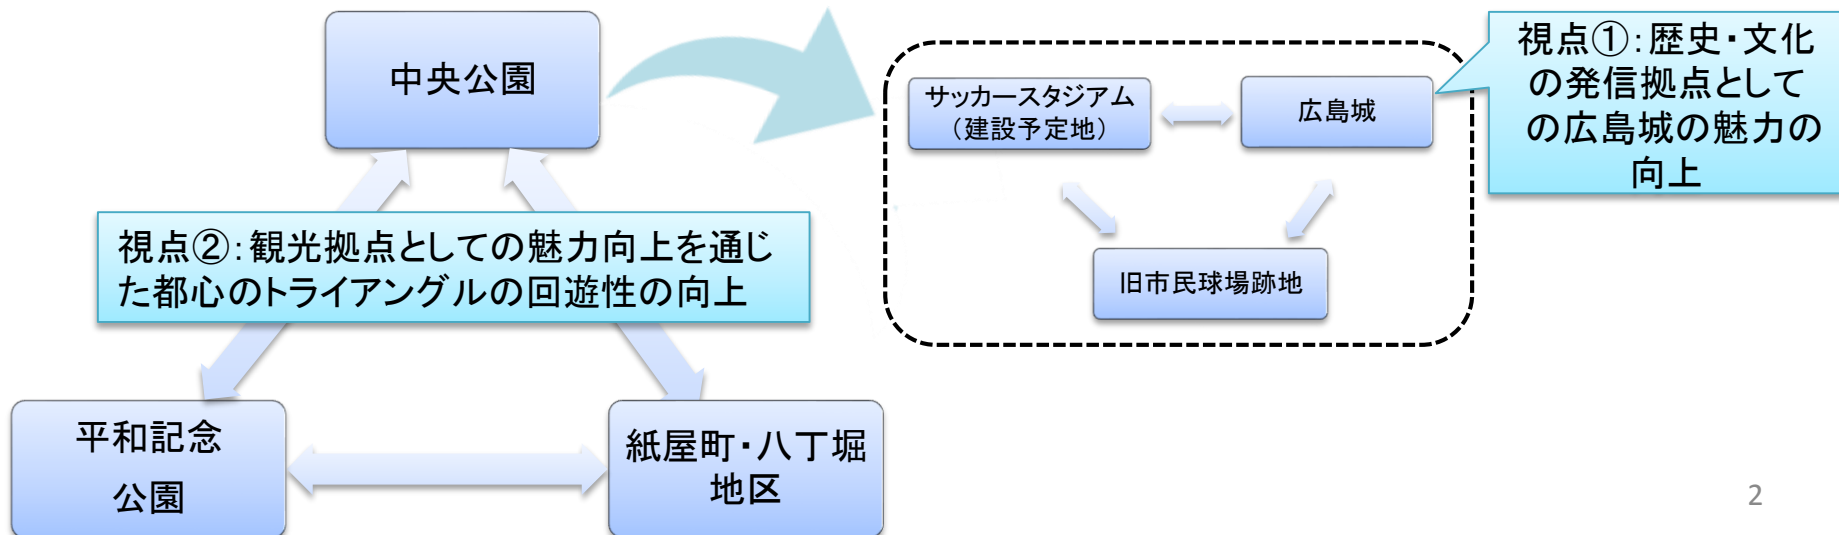 中央公園
視点②：観光拠点としての魅力向上を通じ
た都心のトライアングルの回遊性の向上
平和記念
公園
紙屋町・八丁堀
地区
サッカースタジアム
（建設予定地）
広島城
旧市民球場跡地
視点①：歴史・文化
の発信拠点として
の広島城の魅力の
向上
2